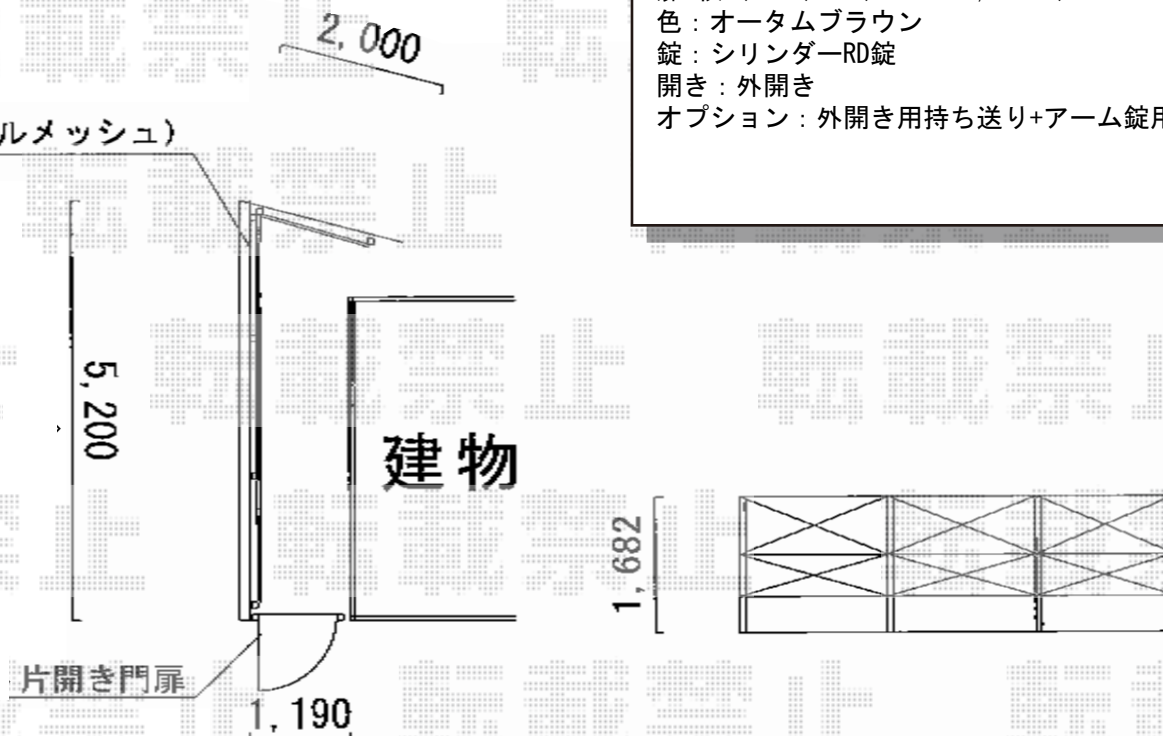 色：オータムブラウン
錠：シリンダーRD錠
開き：外開き
オプション：外開き用持ち送り+アーム錠用
2,000
ルメッシュ)
5,200
建物
1,682
片開き門扉
1,190
転載禁止